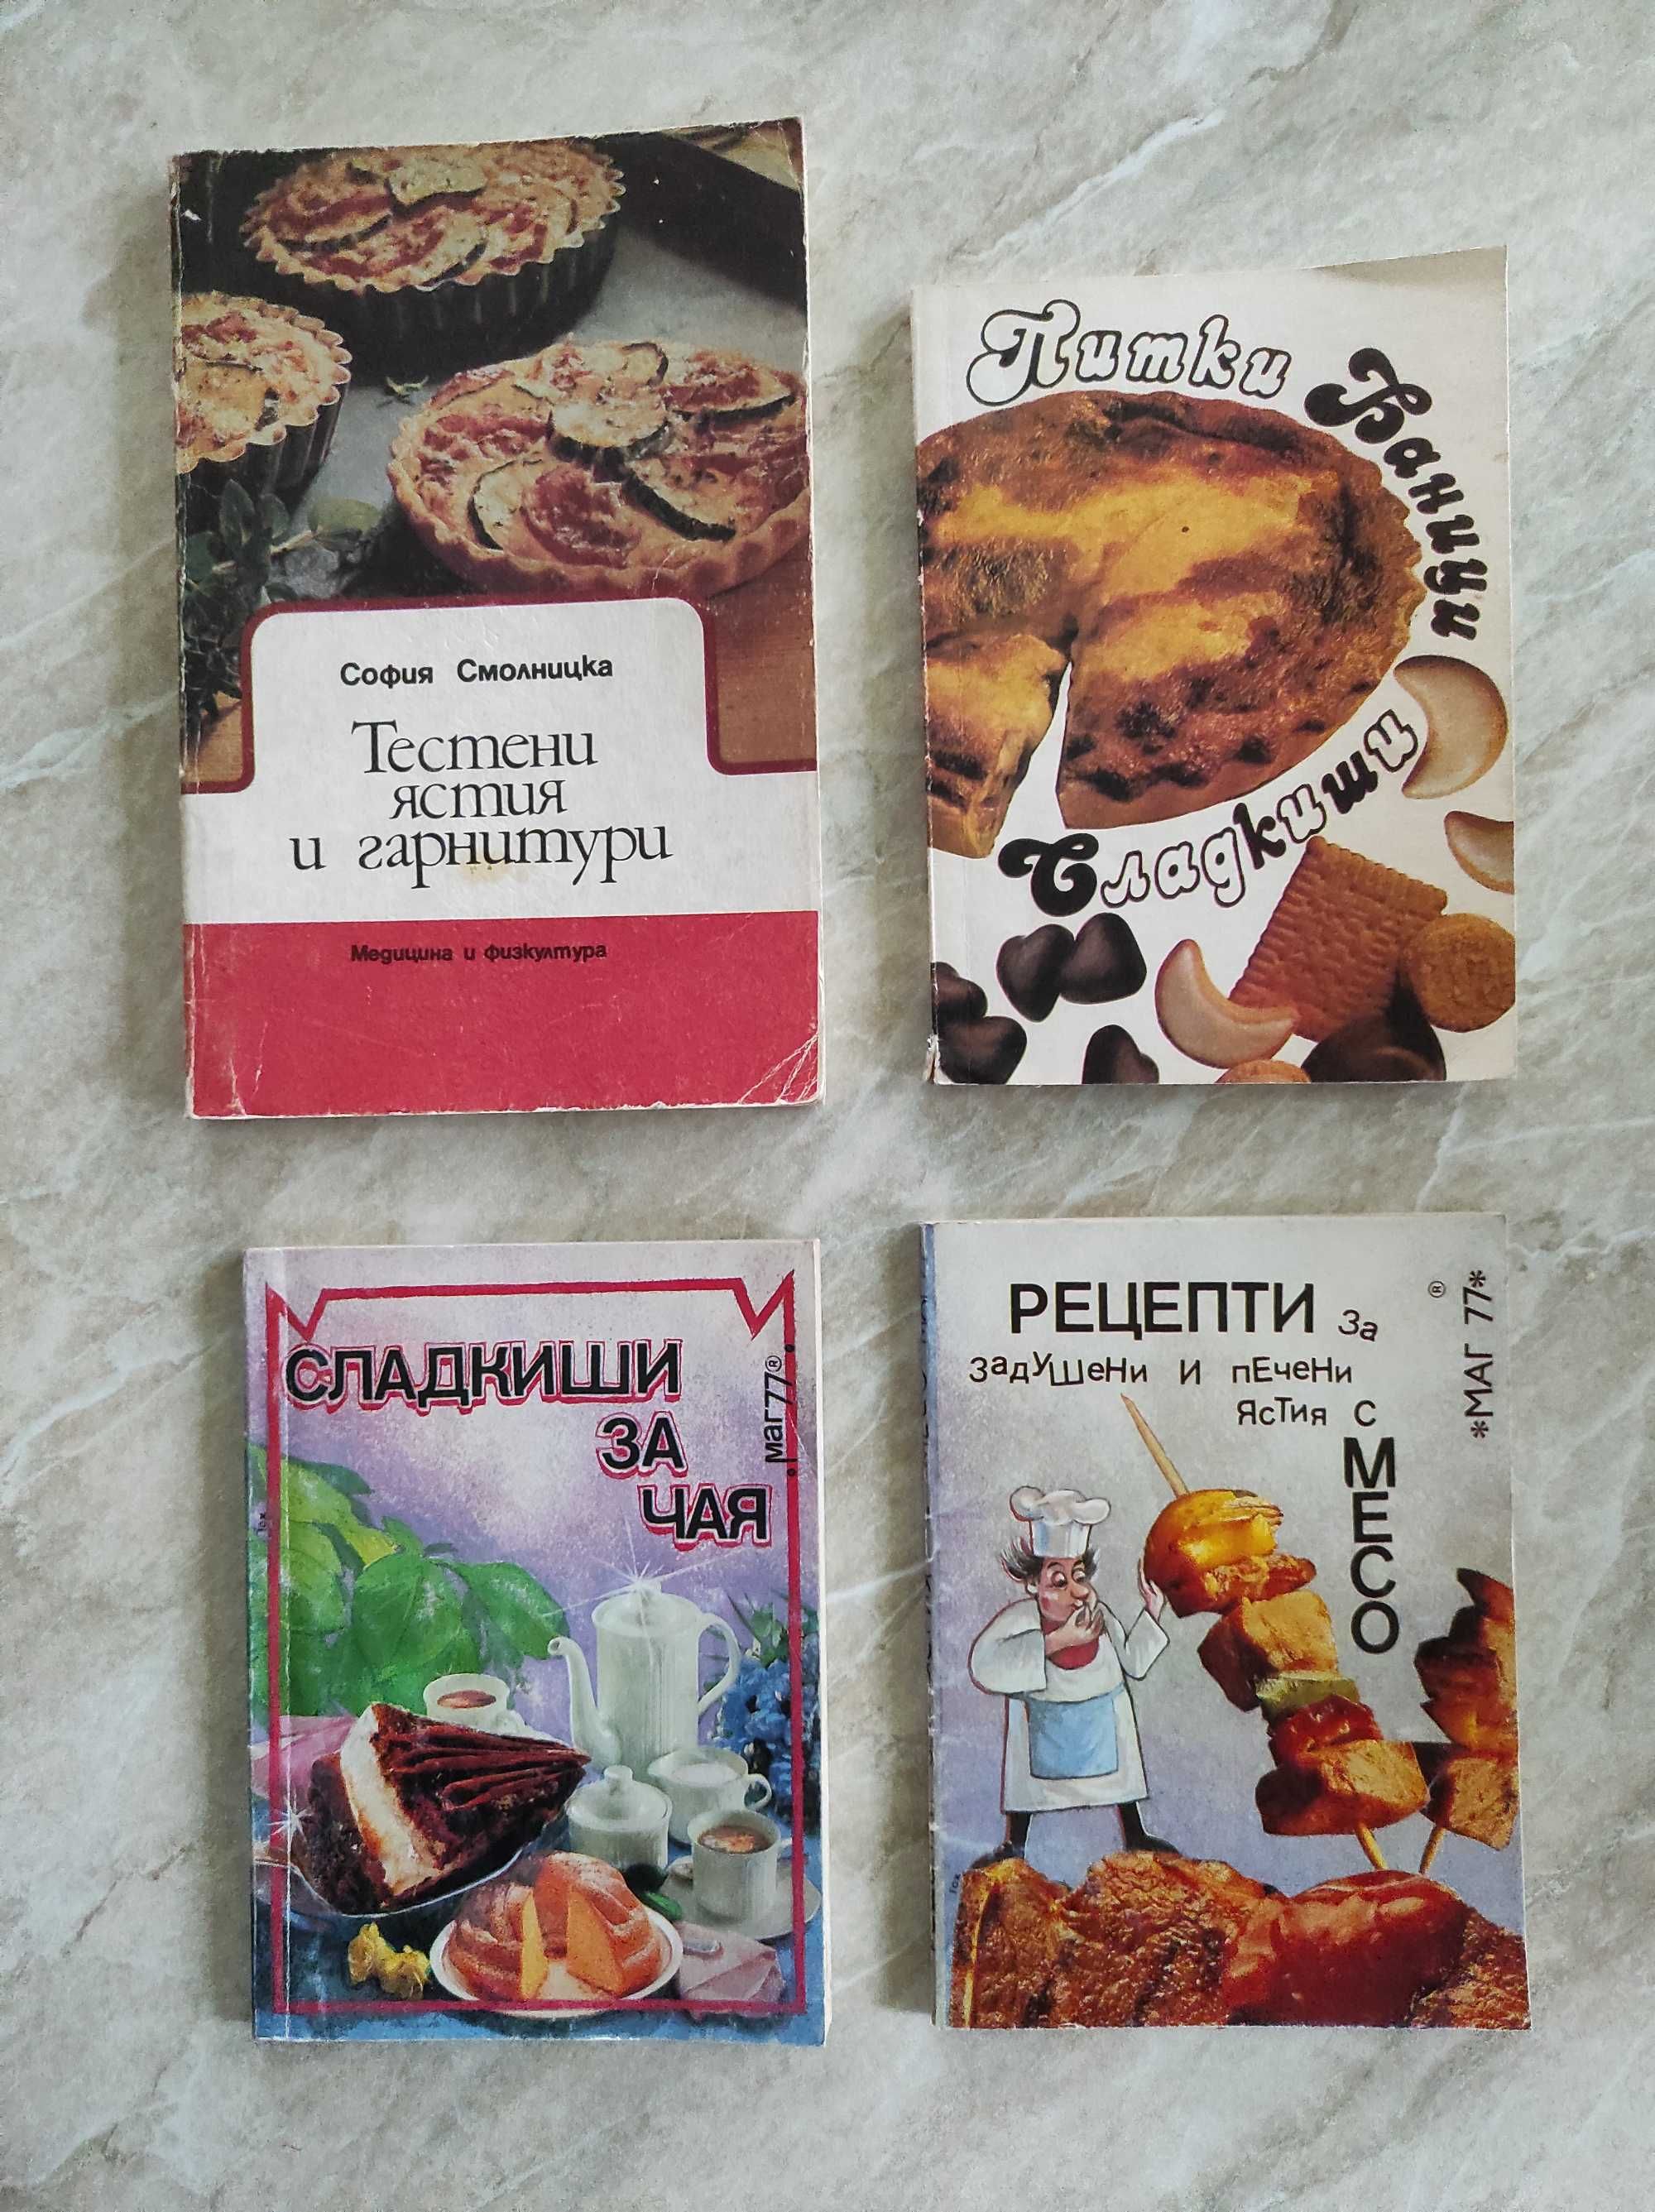 София Смолницка
Тестени
ястия
и гарнитури
Медицина и физкултура
Питки
Баници
Сладкиши
СЛАДКИШИ
ЗА
ЧАЯ
маг77®
РЕЦЕПТИ за
задУШеНи И пЕчеНи
ЯсТия с
МЕСО
*МАГ 77* ®